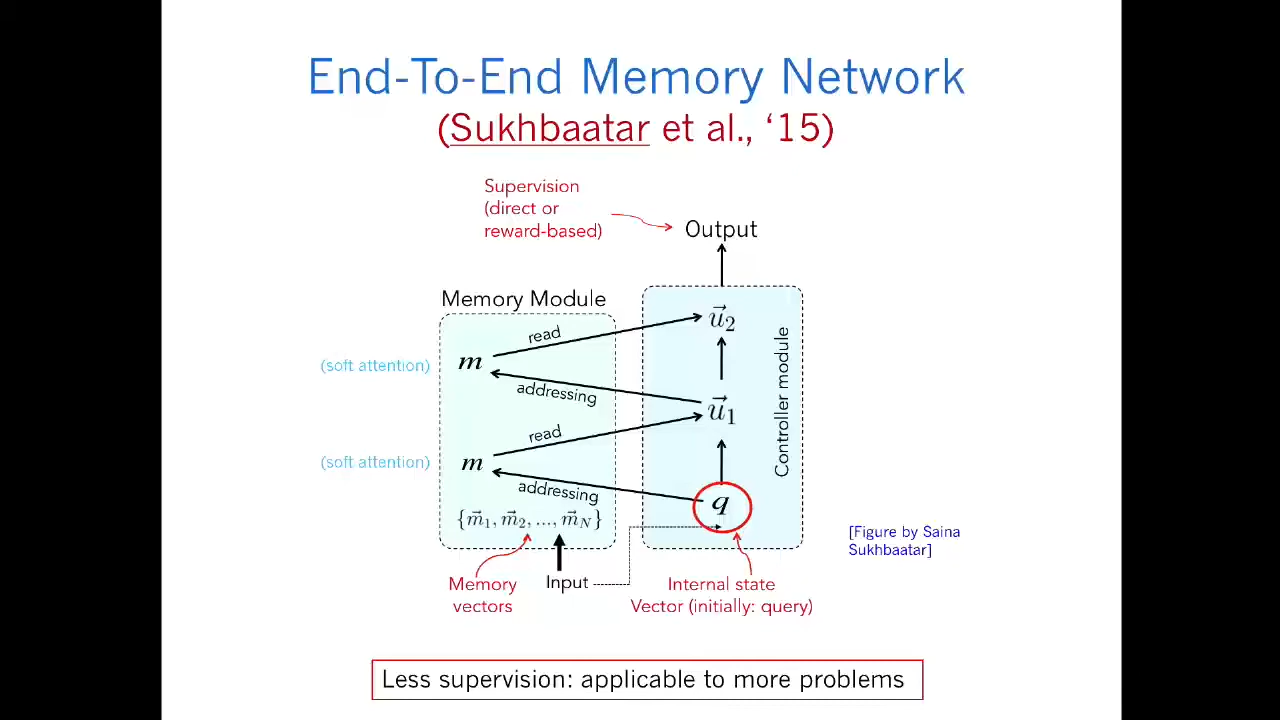 End-To-End Memory Network
(Sukhbaatar et al., ‘15)
Supervision
(direct or
reward-based)
Output
Memory Module
read
(soft attention)
m
addressing
read
(soft attention)
m
addressing
{m⃗1, m⃗2, ..., m⃗N}
u⃗2
u⃗1
q
Controller module
Memory
vectors
Input
Internal state
Vector (initially: query)
[Figure by Saina
Sukhbaatar]
Less supervision: applicable to more problems